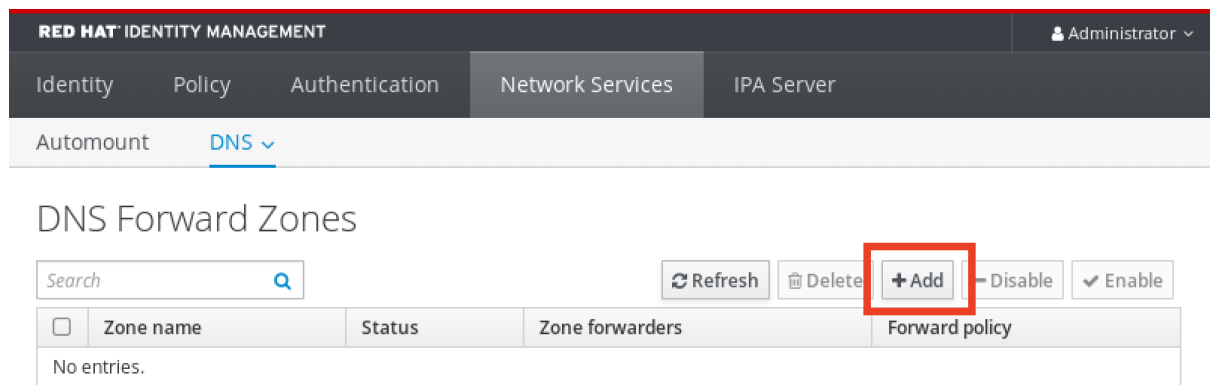 RED HAT® IDENTITY MANAGEMENT Administrator
Identity Policy Authentication Network Services IPA Server
Automount DNS
DNS Forward Zones
Search Refresh Delete Add Disable Enable
Zone name Status Zone forwarders Forward policy
No entries.